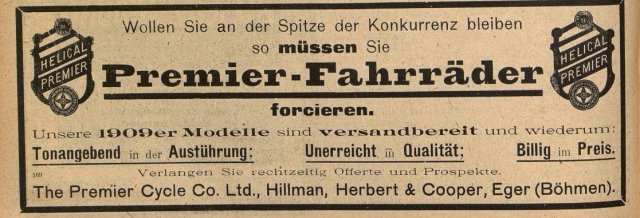 Wollen Sie an der Spitze der Konkurrenz bleiben
so müssen Sie
HELICAL
PREMIER
Premier-Fahrräder
HELICAL
PREMIER
forcieren.
Unsere 1909er Modelle sind versandbereit und wiederum:
Tonangebend in der Austührung; Unerreicht in Qualität; Billig im Preis.
169 Verlangen Sie rechtzeitig Offerte und Prospekte.
The Premier Cycle Co. Ltd., Hillman, Herbert & Cooper, Eger (Böhmen).